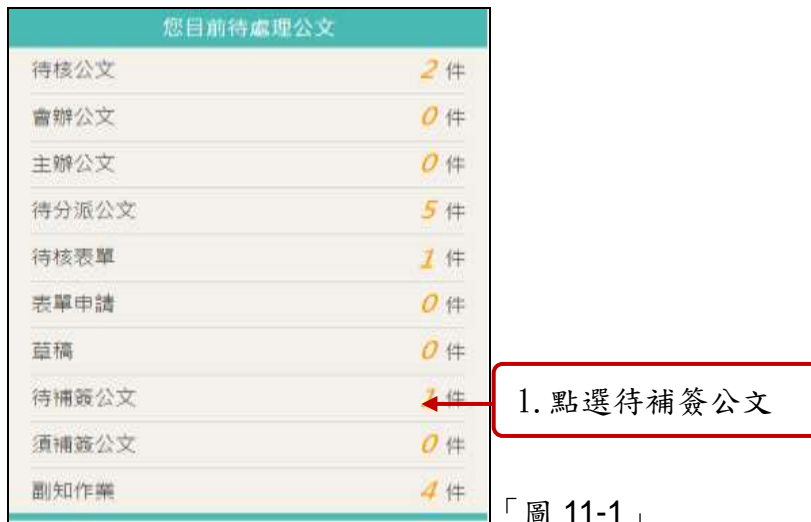 您目前待處理公文
待核公文 2 件
會辦公文 0 件
主辦公文 0 件
待分派公文 5 件
待核表單 1 件
表單申請 0 件
草稿 0 件
待補簽公文 1 件
1.點選待補簽公文
須補簽公文 0 件
副知作業 4 件
「圖 11-1」